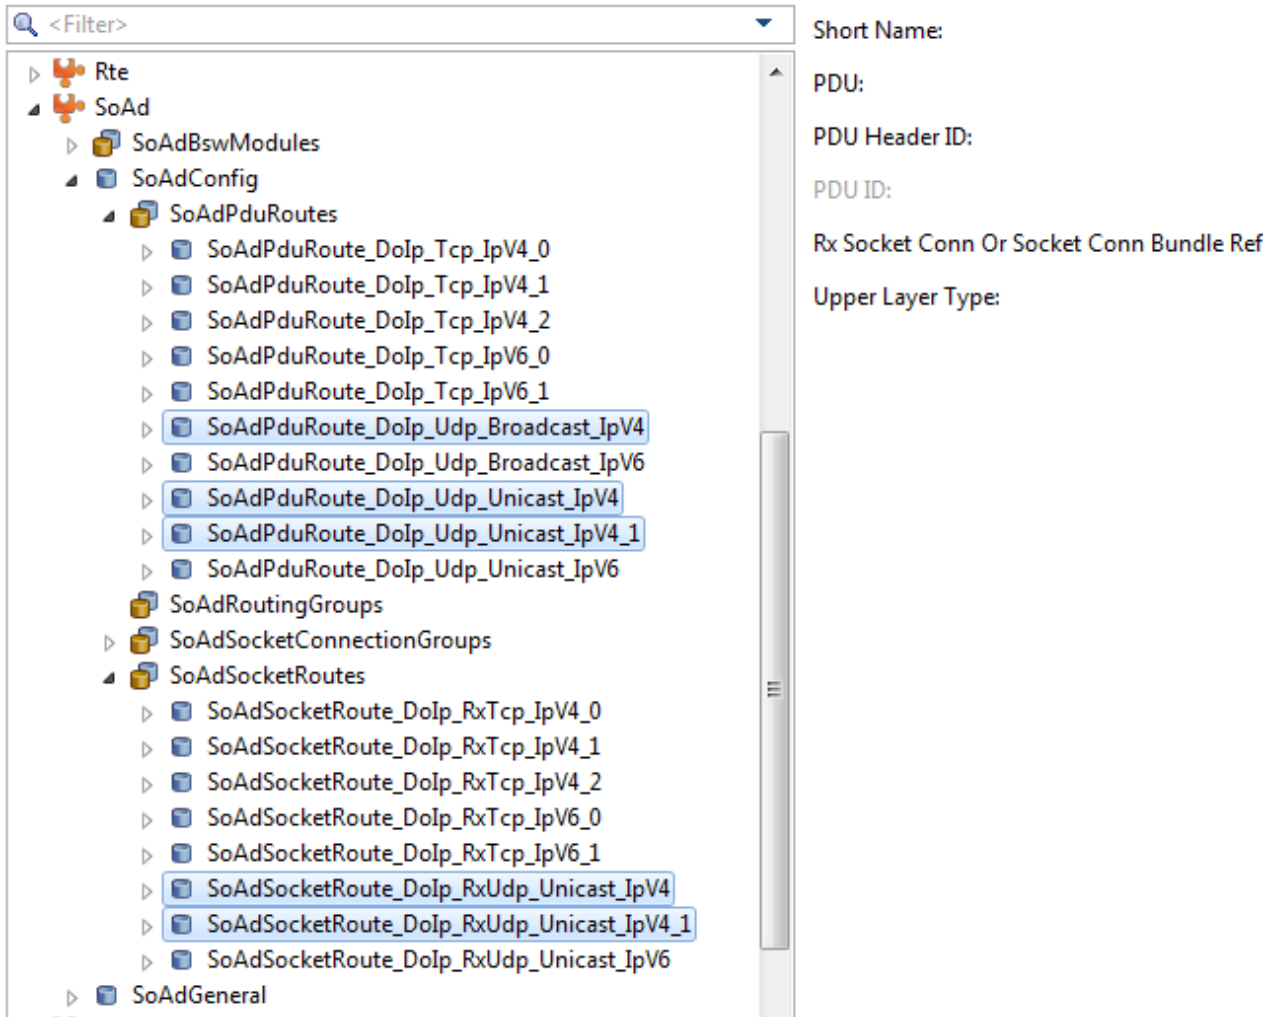 <Filter>
Rte
SoAd
SoAdBswModules
SoAdConfig
SoAdPduRoutes
SoAdPduRoute_DoIp_Tcp_IpV4_0
SoAdPduRoute_DoIp_Tcp_IpV4_1
SoAdPduRoute_DoIp_Tcp_IpV4_2
SoAdPduRoute_DoIp_Tcp_IpV6_0
SoAdPduRoute_DoIp_Tcp_IpV6_1
SoAdPduRoute_DoIp_Udp_Broadcast_IpV4
SoAdPduRoute_DoIp_Udp_Broadcast_IpV6
SoAdPduRoute_DoIp_Udp_Unicast_IpV4
SoAdPduRoute_DoIp_Udp_Unicast_IpV4_1
SoAdPduRoute_DoIp_Udp_Unicast_IpV6
SoAdRoutingGroups
SoAdSocketConnectionGroups
SoAdSocketRoutes
SoAdSocketRoute_DoIp_RxTcp_IpV4_0
SoAdSocketRoute_DoIp_RxTcp_IpV4_1
SoAdSocketRoute_DoIp_RxTcp_IpV4_2
SoAdSocketRoute_DoIp_RxTcp_IpV6_0
SoAdSocketRoute_DoIp_RxTcp_IpV6_1
SoAdSocketRoute_DoIp_RxUdp_Unicast_IpV4
SoAdSocketRoute_DoIp_RxUdp_Unicast_IpV4_1
SoAdSocketRoute_DoIp_RxUdp_Unicast_IpV6
SoAdGeneral
Short Name:
PDU:
PDU Header ID:
PDU ID:
Rx Socket Conn Or Socket Conn Bundle Ref
Upper Layer Type: